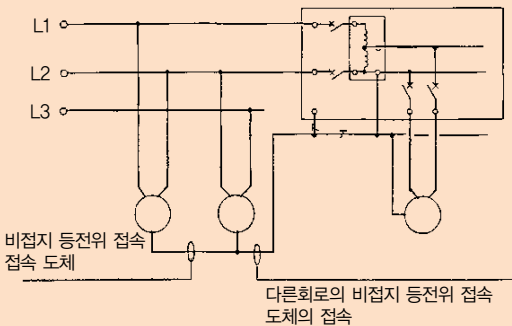 L1
L2
L3
비접지 등전위 접속
접속 도체
다른회로의 비접지 등전위 접속
도체의 접속